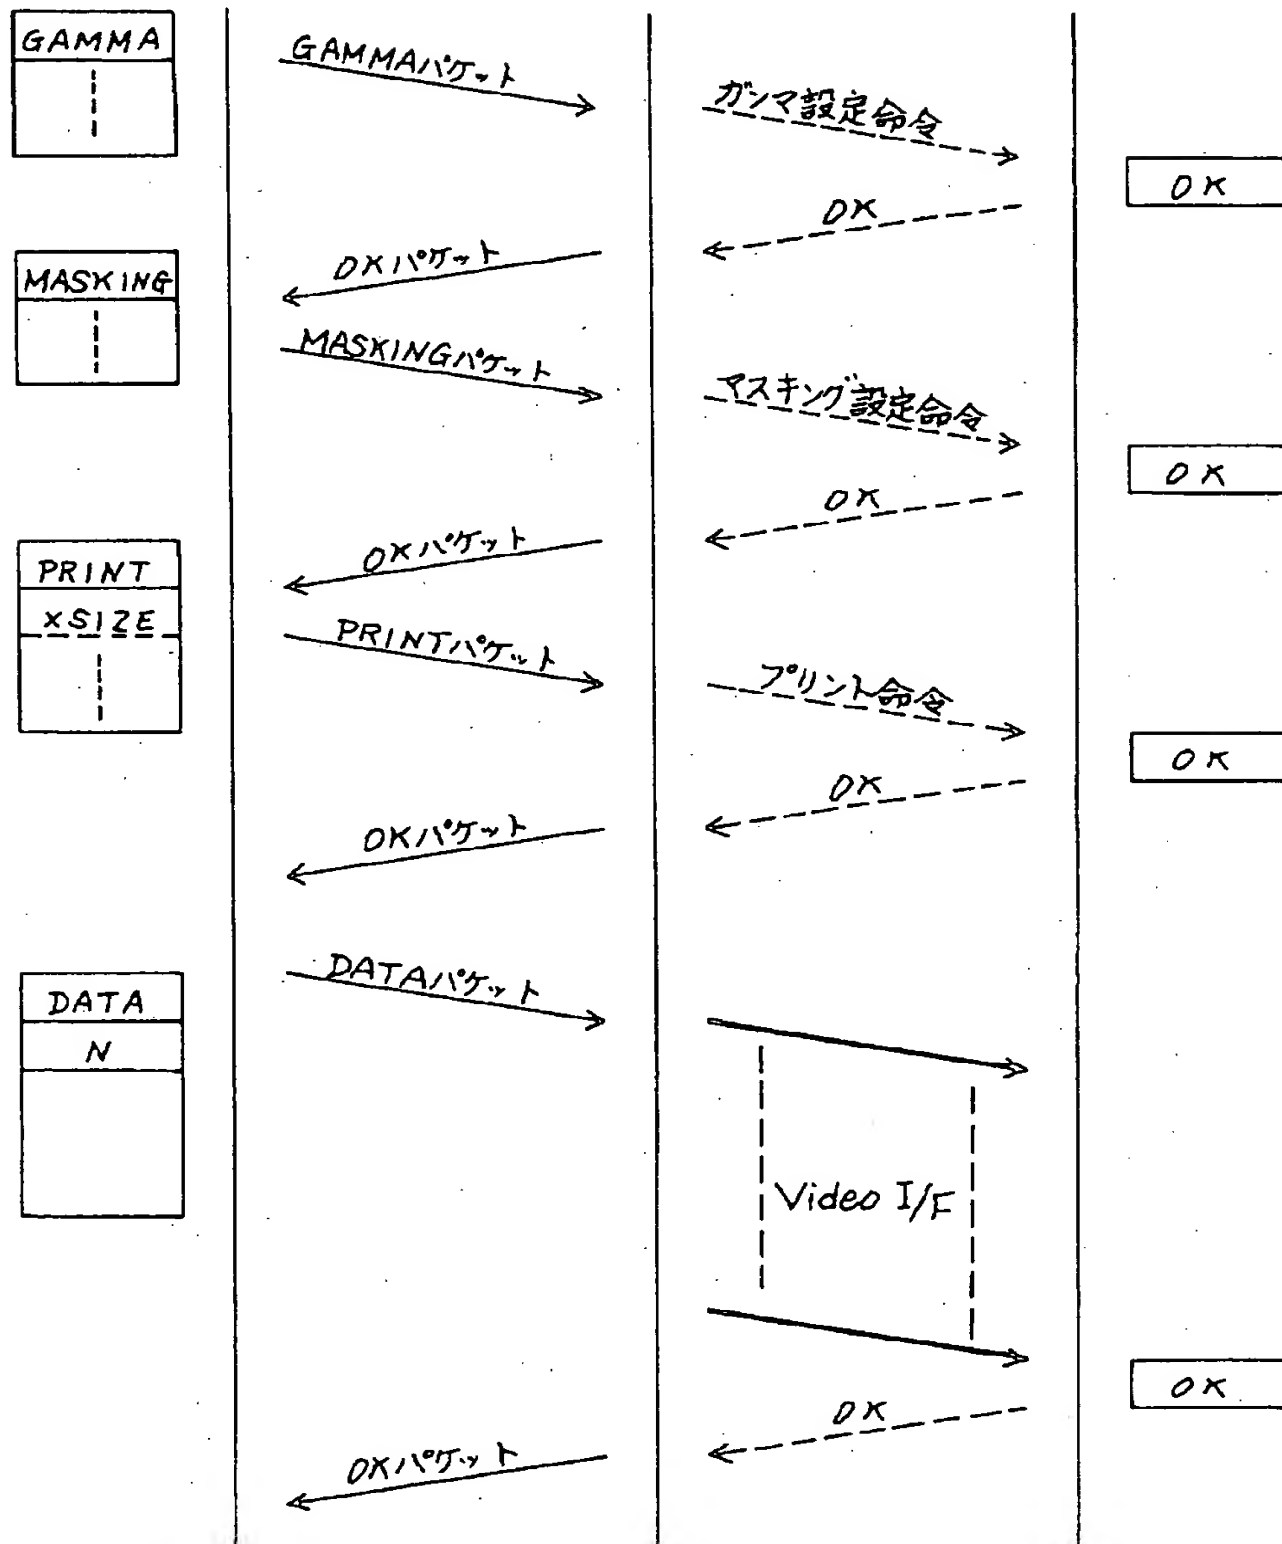 GAMMA
GAMMAパケット
ガンマ設定命令
OK
OK
OKパケット
MASKING
MASKINGパケット
マスキング設定命令
OK
OK
OKパケット
PRINT
XSIZE
PRINTパケット
プリント命令
OK
OK
OKパケット
DATA
N
DATAパケット
Video I/F
OK
OK
OKパケット